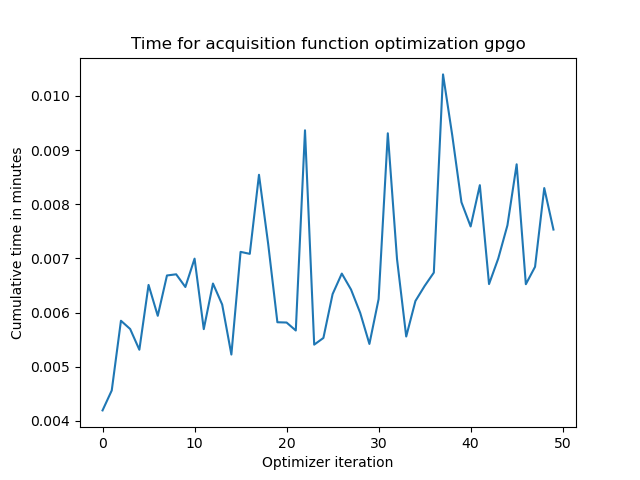 Time for acquisition function optimization gpgo
0.010
0.009
0.008
0.007
0.006
0.005
0.004
Cumulative time in minutes
0 10 20 30 40 50
Optimizer iteration